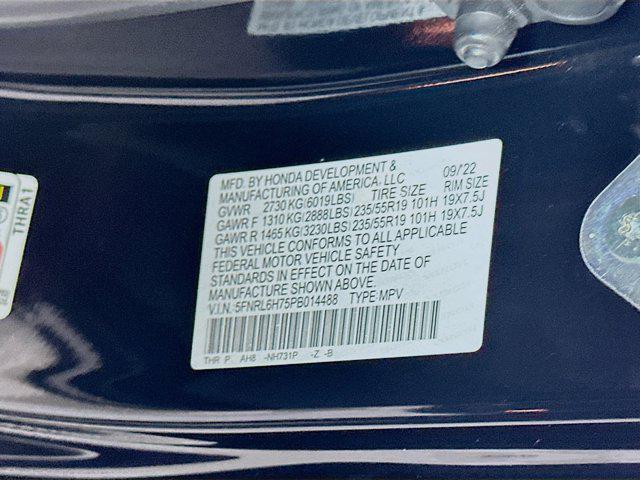 MFD. BY HONDA DEVELOPMENT & 09/'22
MANUFACTURING OF AMERICA, LLC
GVWR 2730 KG(6019LBS) TIRE SIZE RIM SIZE
GAWR F 1310 KG(2888LBS) 235/55R19 101H 19X7.5J
GAWR R 1465 KG(3230LBS) 235/55R19 101H 19X7.5J
THIS VEHICLE CONFORMS TO ALL APPLICABLE
FEDERAL MOTOR VEHICLE SAFETY
STANDARDS IN EFFECT ON THE DATE OF
MANUFACTURE SHOWN ABOVE.
V.I.N. 5FNRL6H75PB014488 TYPE MPV
THR P AH8 -NH731P -Z -B
THRA1